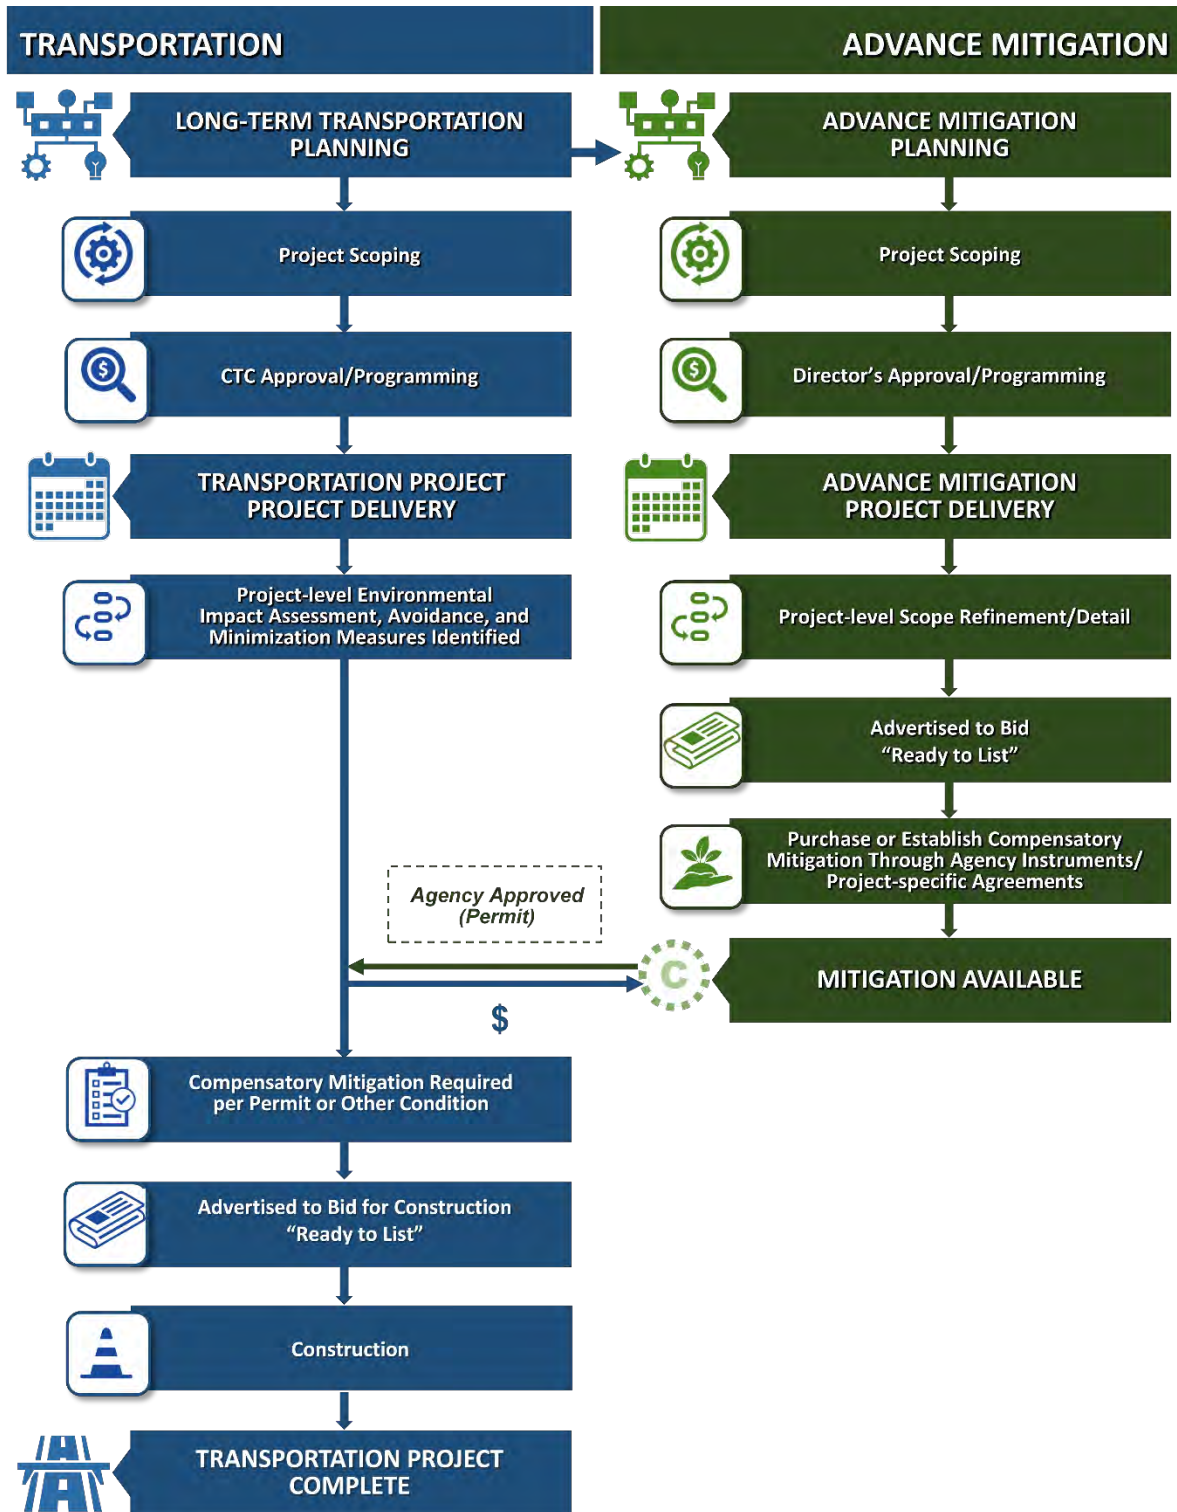 TRANSPORTATION
ADVANCE MITIGATION
LONG-TERM TRANSPORTATION
PLANNING
ADVANCE MITIGATION
PLANNING
Project Scoping
Project Scoping
CTC Approval/Programming
Director's Approval/Programming
TRANSPORTATION PROJECT
PROJECT DELIVERY
ADVANCE MITIGATION
PROJECT DELIVERY
Project-level Environmental
Impact Assessment, Avoidance, and
Minimization Measures Identified
Project-level Scope Refinement/Detail
Advertised to Bid
“Ready to List”
Purchase or Establish Compensatory
Mitigation Through Agency Instruments/
Project-specific Agreements
Agency Approved
(Permit)
C
MITIGATION AVAILABLE
$
Compensatory Mitigation Required
per Permit or Other Condition
Advertised to Bid for Construction
“Ready to List”
Construction
TRANSPORTATION PROJECT
COMPLETE